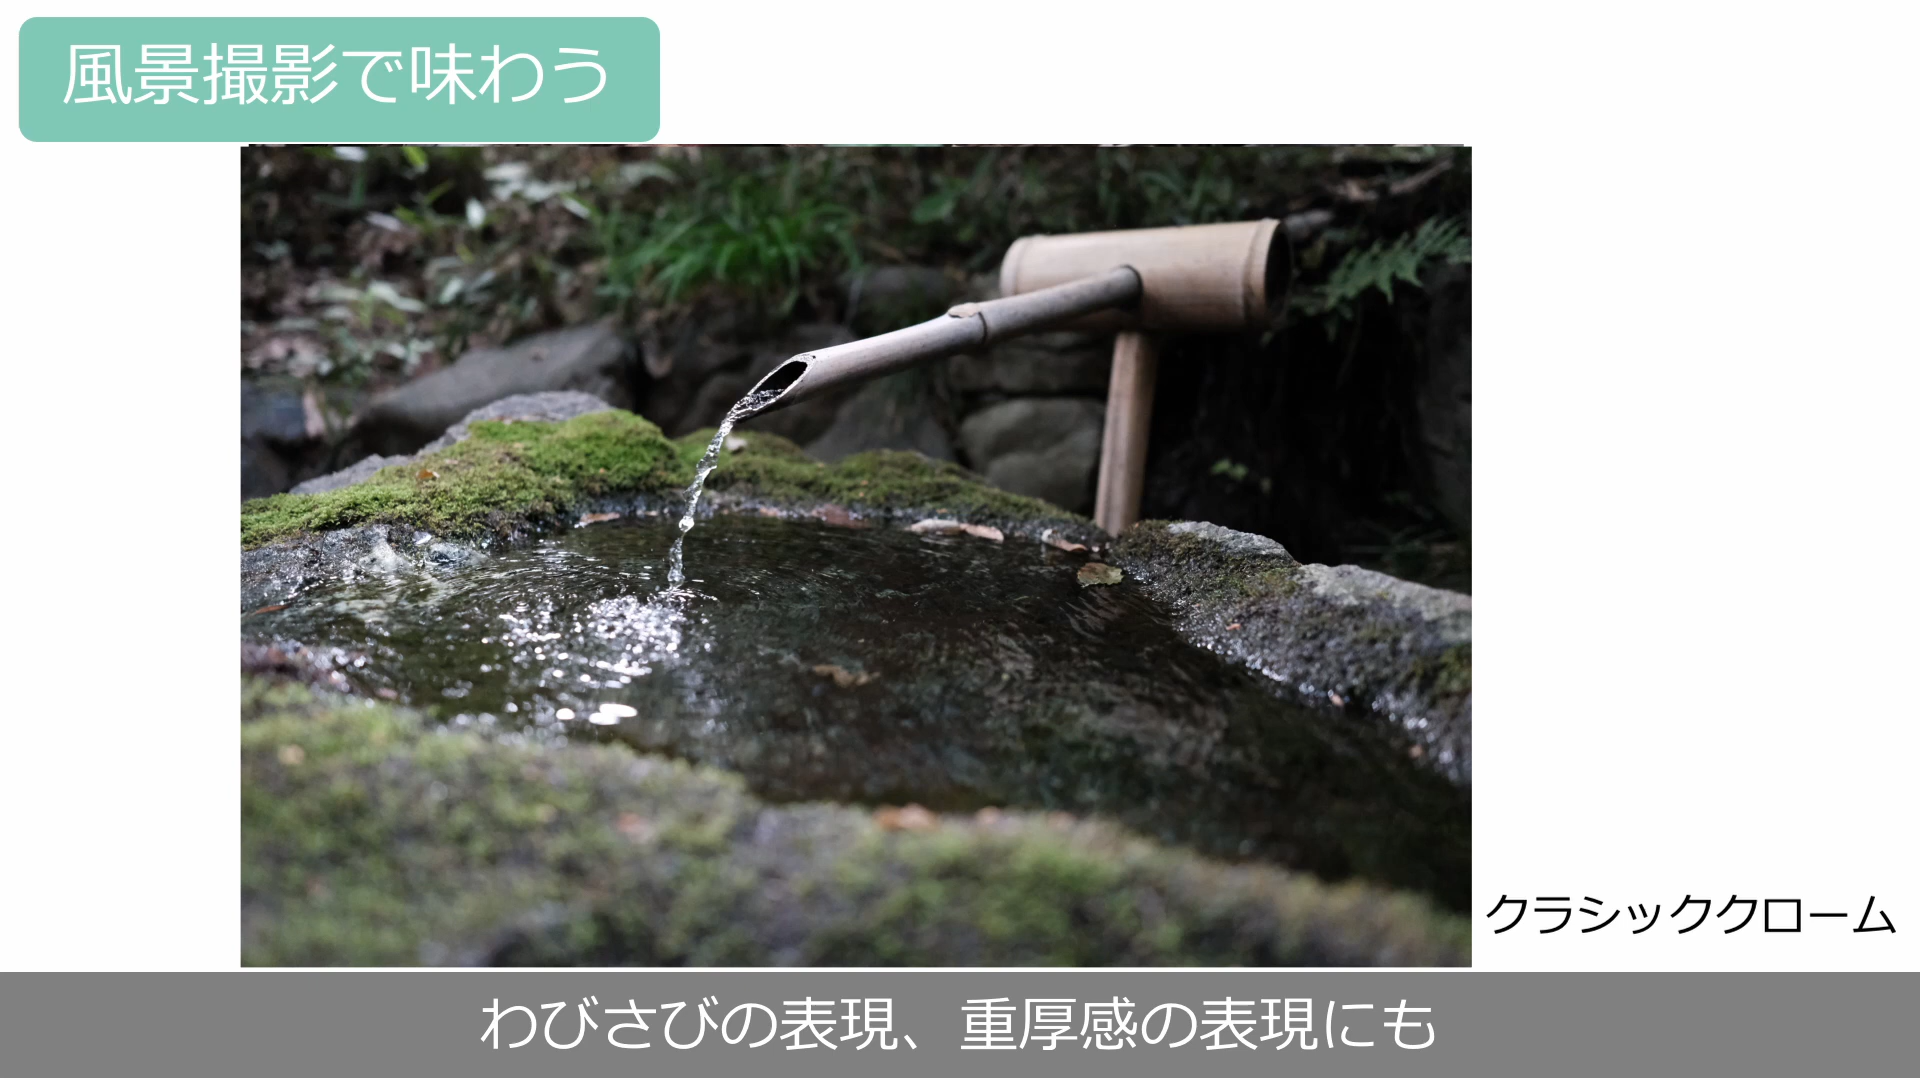 風景撮影で味わう
クラシッククローム
わびさびの表現、重厚感の表現にも